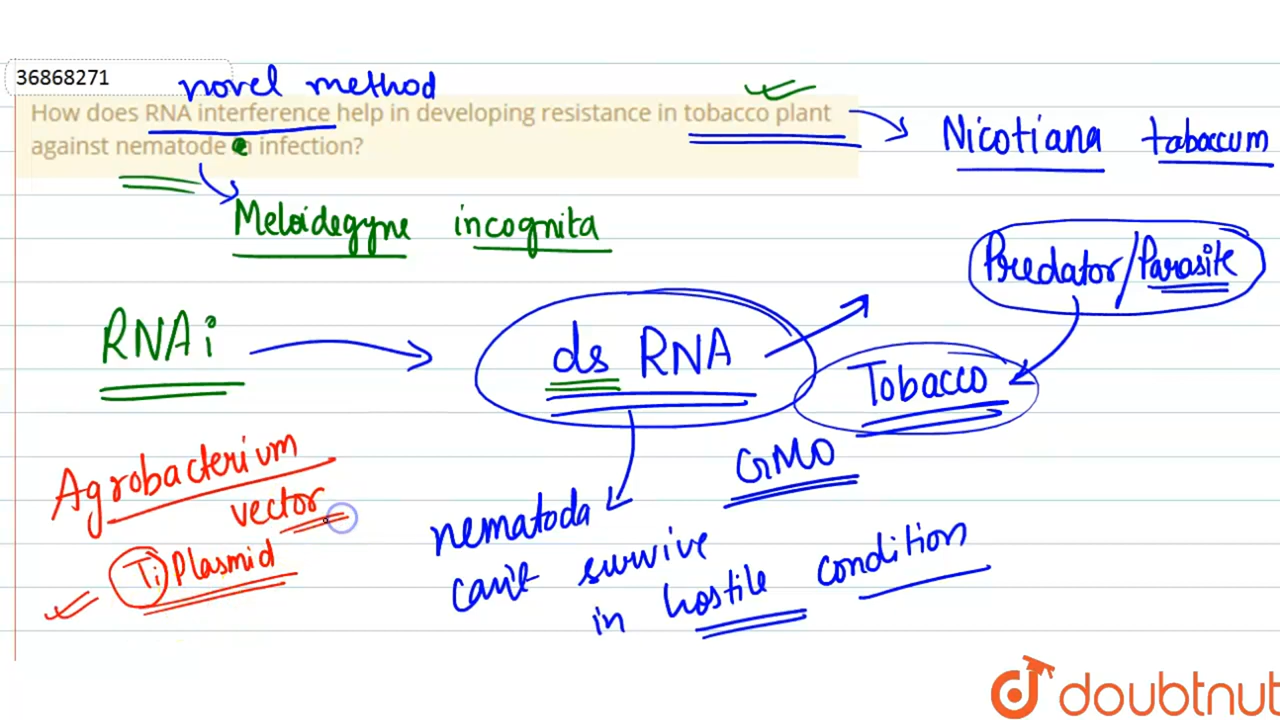 36868271
novel method
How does RNA interference help in developing resistance in tobacco plant
against nematode infection?
Nicotiana tabaccum
Meloidegyne incognita
Predator/Parasite
RNAi
ds RNA
Tobacco
GMO
Agrobacterium
vector
Ti Plasmid
nematoda
can't survive
in hostile condition
doubtnut